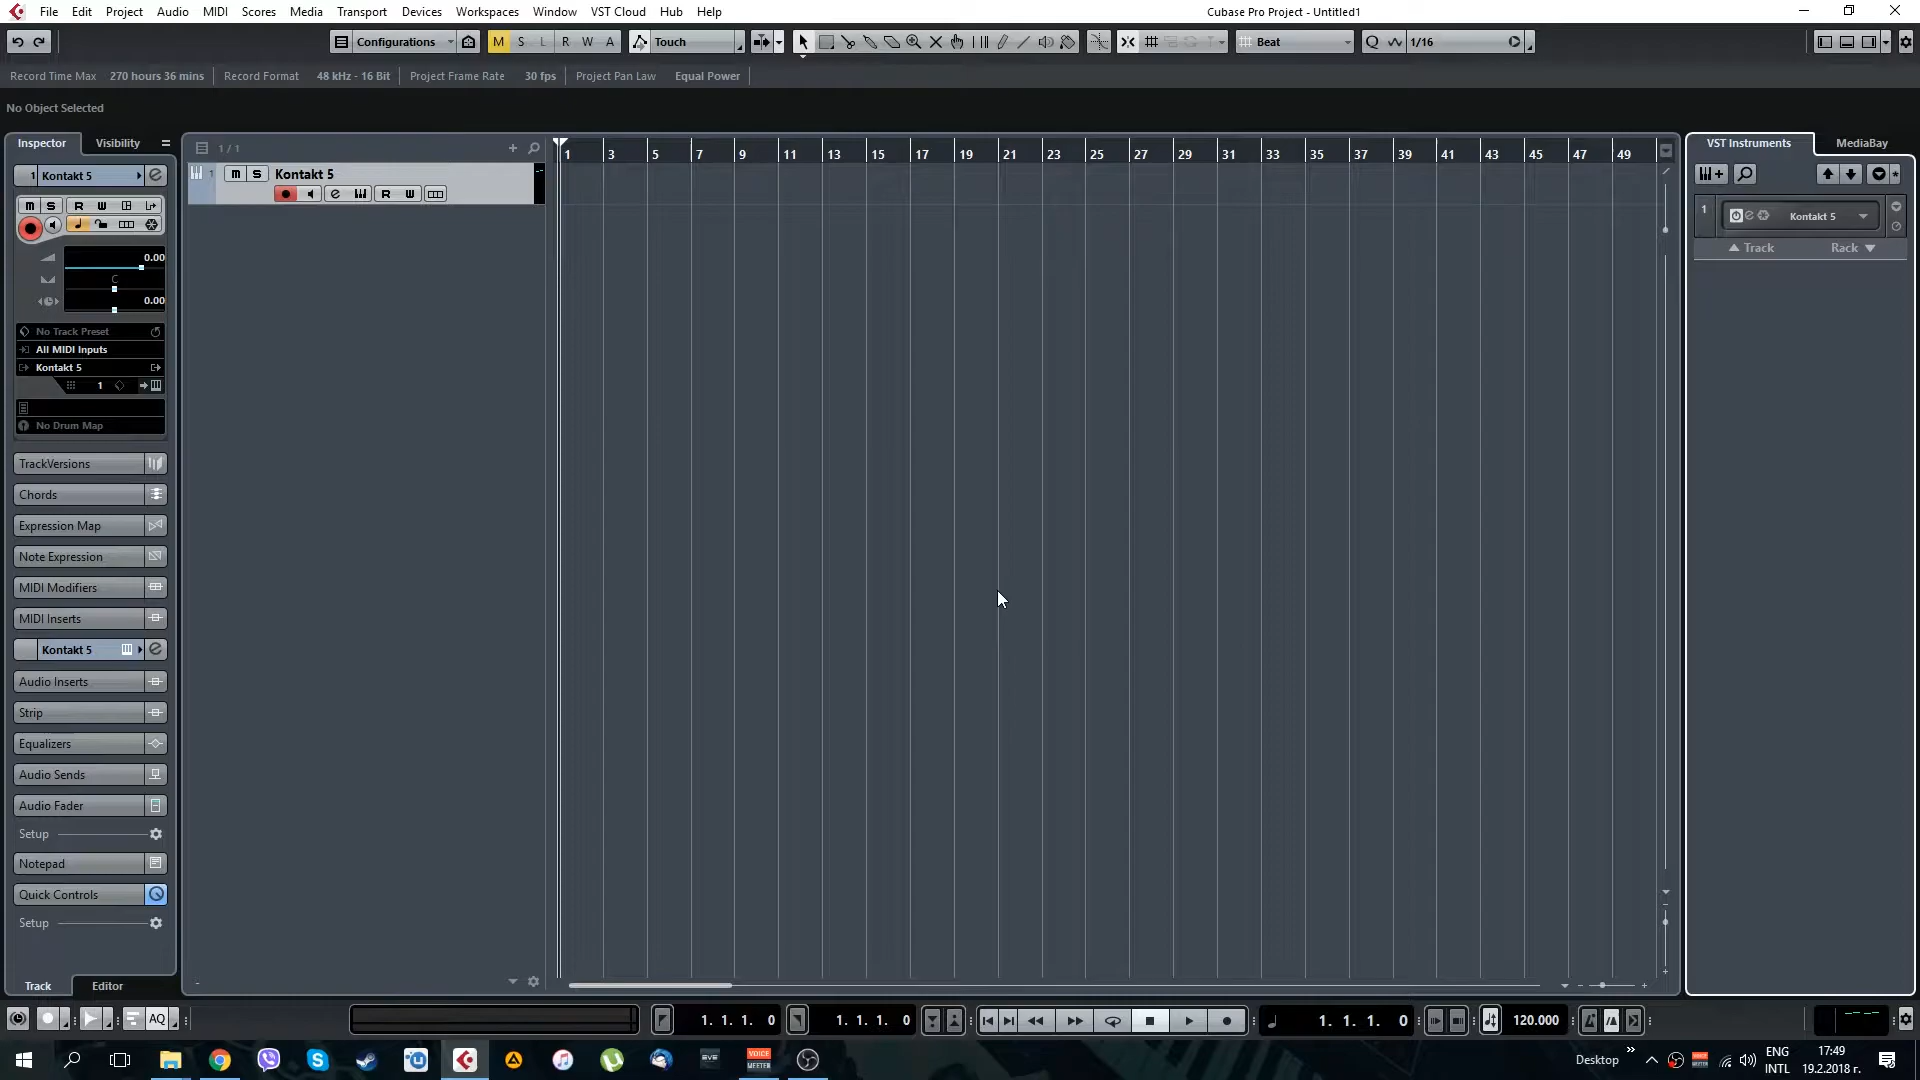 File Edit Project Audio MIDI Scores Media Transport Devices Workspaces Window VST Cloud Hub Help
Cubase Pro Project - Untitled1
Configurations M S L R W A Touch Beat Q 1/16
Record Time Max 270 hours 36 mins Record Format 48 kHz - 16 Bit Project Frame Rate 30 fps Project Pan Law Equal Power
No Object Selected
Inspector Visibility
1 / 1
1 3 5 7 9 11 13 15 17 19 21 23 25 27 29 31 33 35 37 39 41 43 45 47 49
VST Instruments MediaBay
1 Kontakt 5
1 m S Kontakt 5
R W
m S R W
1 Kontakt 5
Track Rack
0.00
C
0.00
No Track Preset
All MIDI Inputs
Kontakt 5
1
No Drum Map
TrackVersions
Chords
Expression Map
Note Expression
MIDI Modifiers
MIDI Inserts
Kontakt 5
Audio Inserts
Strip
Equalizers
Audio Sends
Audio Fader
Setup
Notepad
Quick Controls
Setup
Track Editor
AQ 1. 1. 1. 0 1. 1. 1. 0 1. 1. 1. 0 120.000
EVE VOICE MEETER Desktop ENG INTL 17:49 19.2.2018 г.